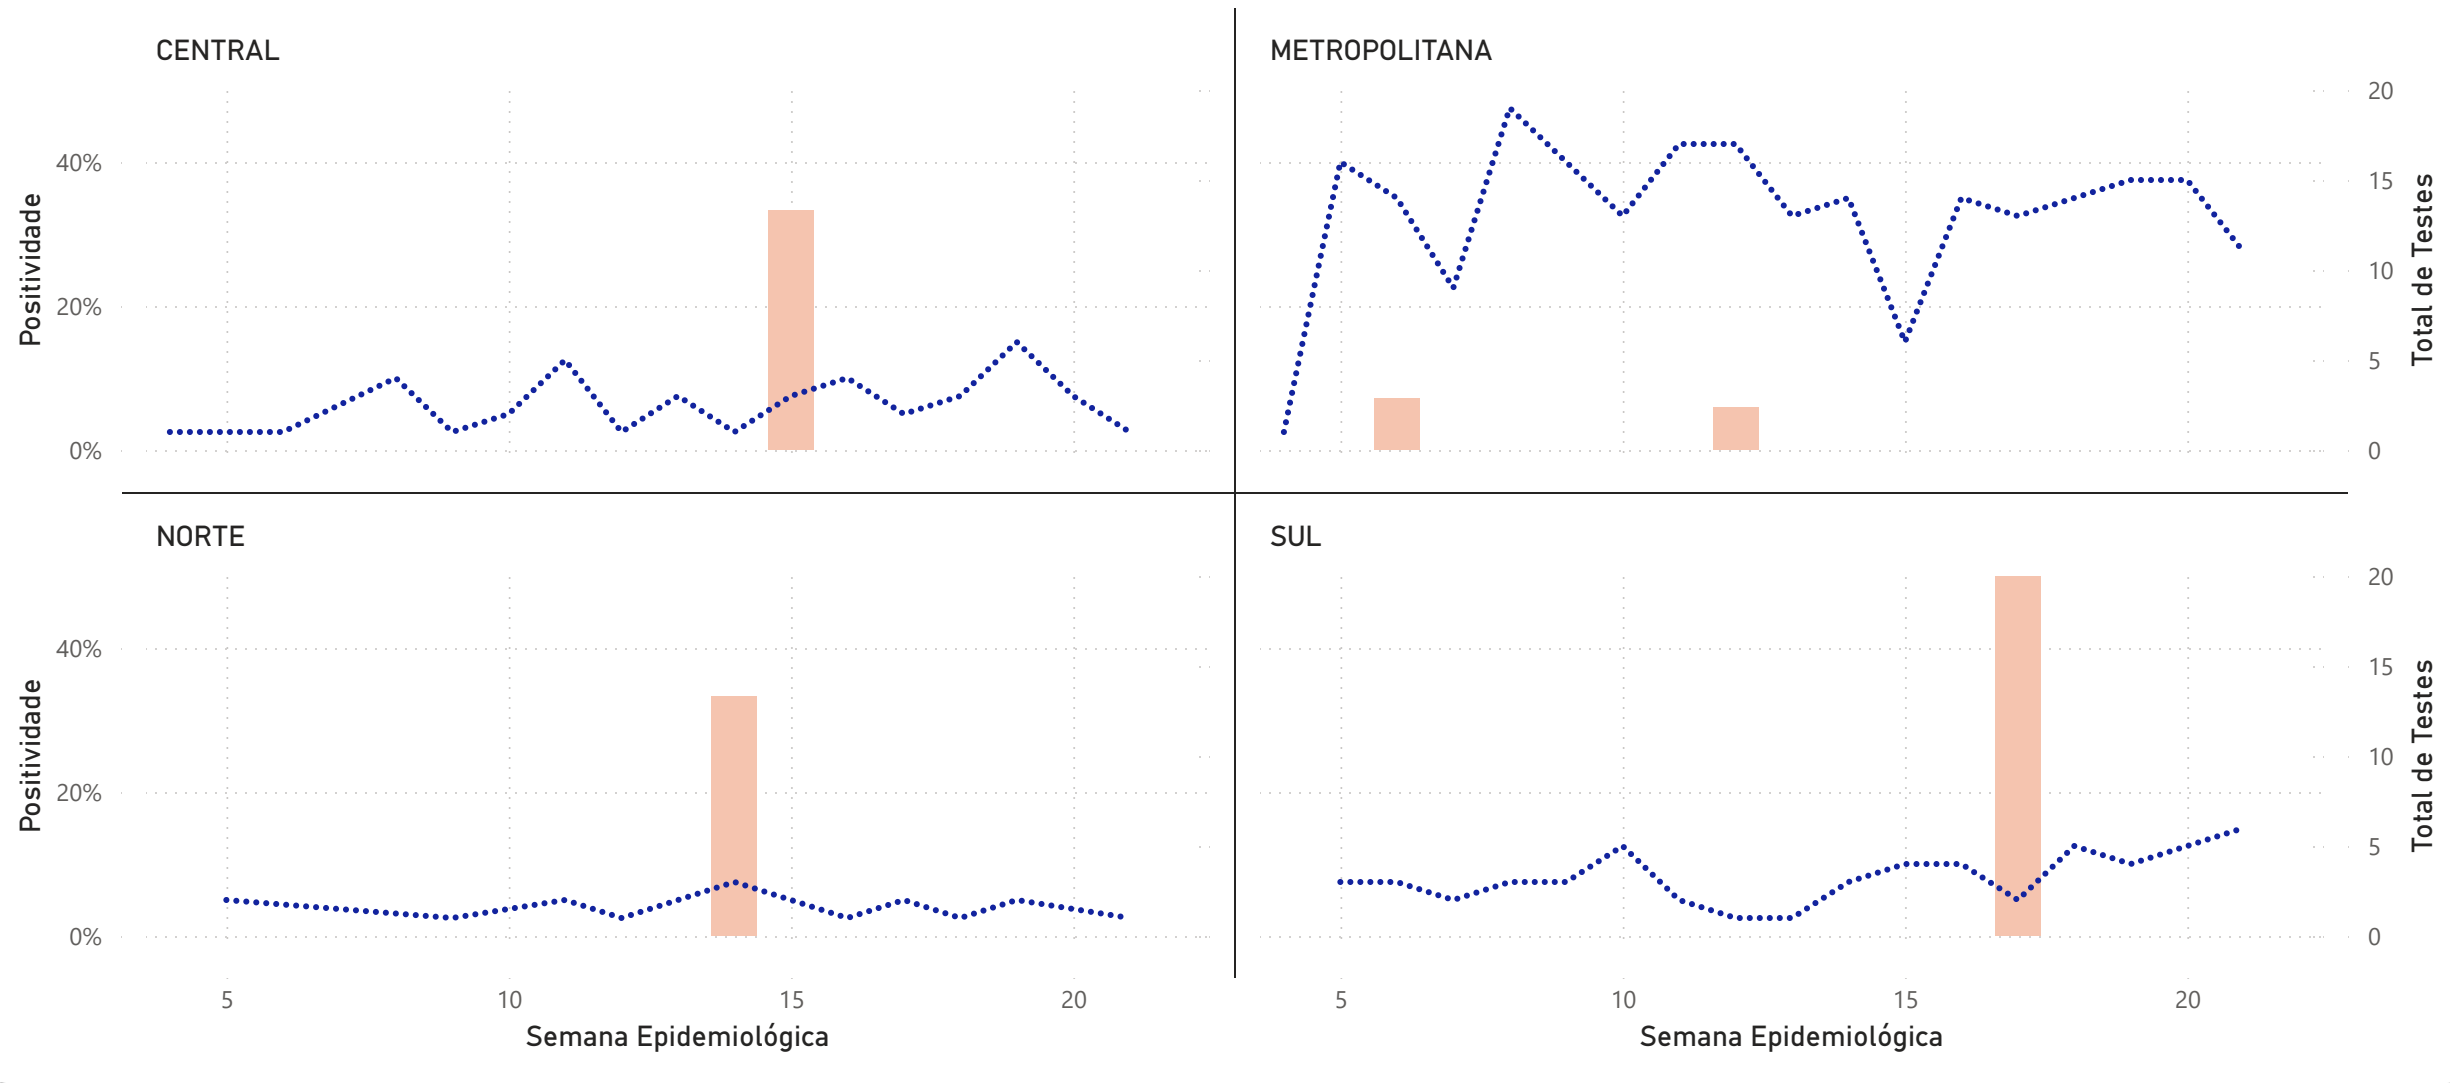 CENTRAL
METROPOLITANA
Positividade
40%
20%
0%
20
15
10
5
0
Total de Testes
NORTE
SUL
Positividade
40%
20%
0%
20
15
10
5
0
Total de Testes
5 10 15 20
5 10 15 20
Semana Epidemiológica
Semana Epidemiológica